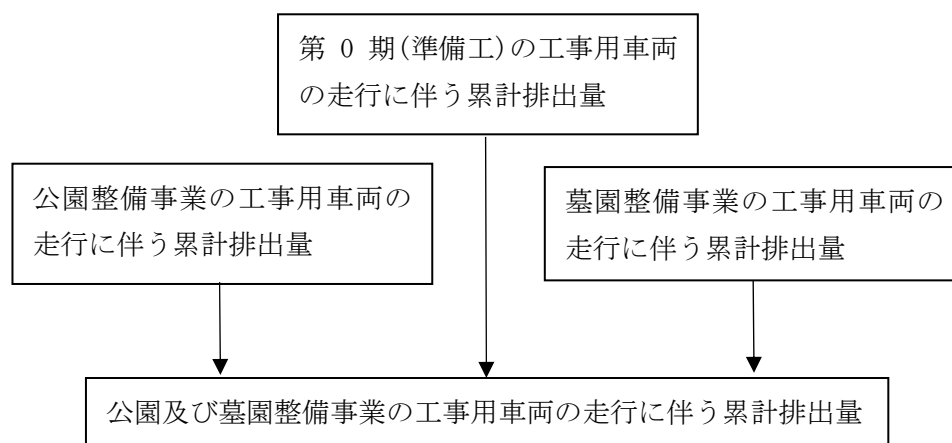 第 0 期(準備工)の工事用車両
の走行に伴う累計排出量
公園整備事業の工事用車両の
走行に伴う累計排出量
墓園整備事業の工事用車両の
走行に伴う累計排出量
公園及び墓園整備事業の工事用車両の走行に伴う累計排出量